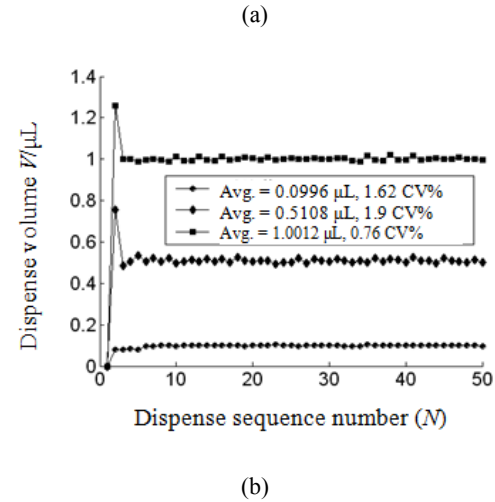 (a)
Dispense volume V/μL
1.4
1.2
1
0.8
0.6
0.4
0.2
0
Avg. = 0.0996 μL, 1.62 CV%
Avg. = 0.5108 μL, 1.9 CV%
Avg. = 1.0012 μL, 0.76 CV%
0 10 20 30 40 50
Dispense sequence number (N)
(b)